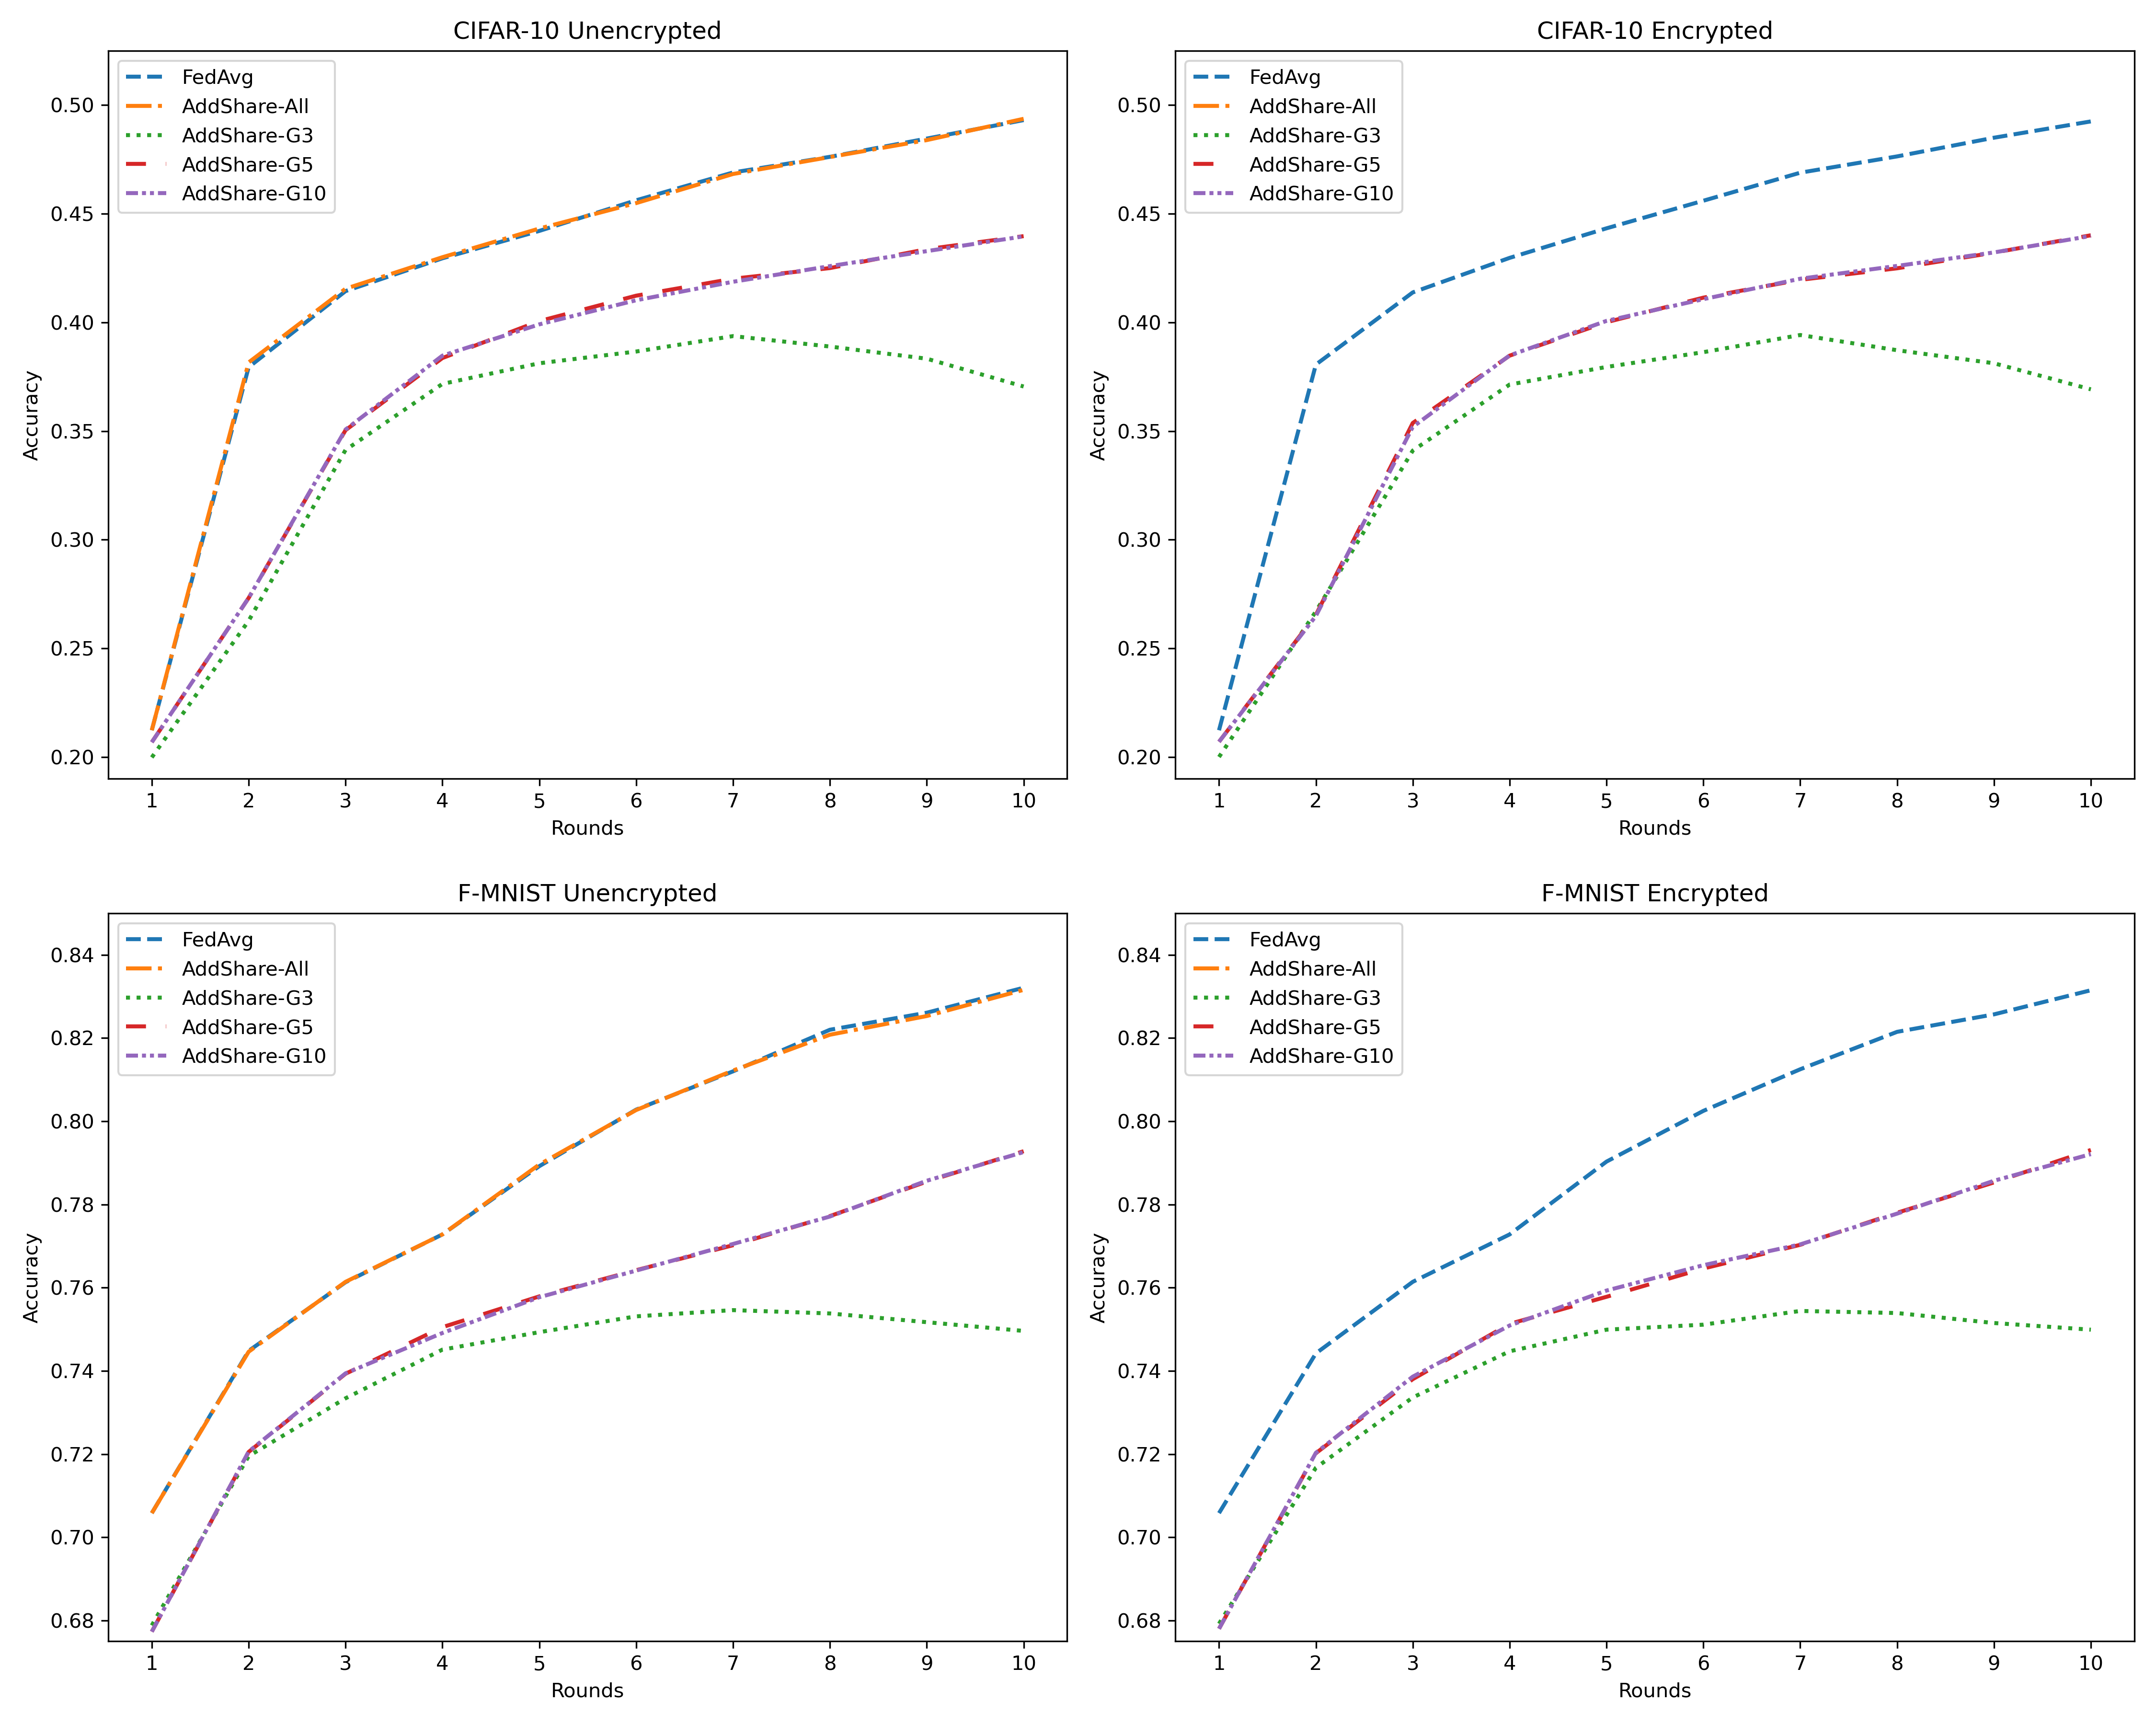 CIFAR-10 Unencrypted
FedAvg
AddShare-All
AddShare-G3
AddShare-G5
AddShare-G10
0.50
0.45
0.40
0.35
0.30
0.25
0.20
Accuracy
1 2 3 4 5 6 7 8 9 10
Rounds
CIFAR-10 Encrypted
FedAvg
AddShare-All
AddShare-G3
AddShare-G5
AddShare-G10
0.50
0.45
0.40
0.35
0.30
0.25
0.20
Accuracy
1 2 3 4 5 6 7 8 9 10
Rounds
F-MNIST Unencrypted
FedAvg
AddShare-All
AddShare-G3
AddShare-G5
AddShare-G10
0.84
0.82
0.80
0.78
0.76
0.74
0.72
0.70
0.68
Accuracy
1 2 3 4 5 6 7 8 9 10
Rounds
F-MNIST Encrypted
FedAvg
AddShare-All
AddShare-G3
AddShare-G5
AddShare-G10
0.84
0.82
0.80
0.78
0.76
0.74
0.72
0.70
0.68
Accuracy
1 2 3 4 5 6 7 8 9 10
Rounds